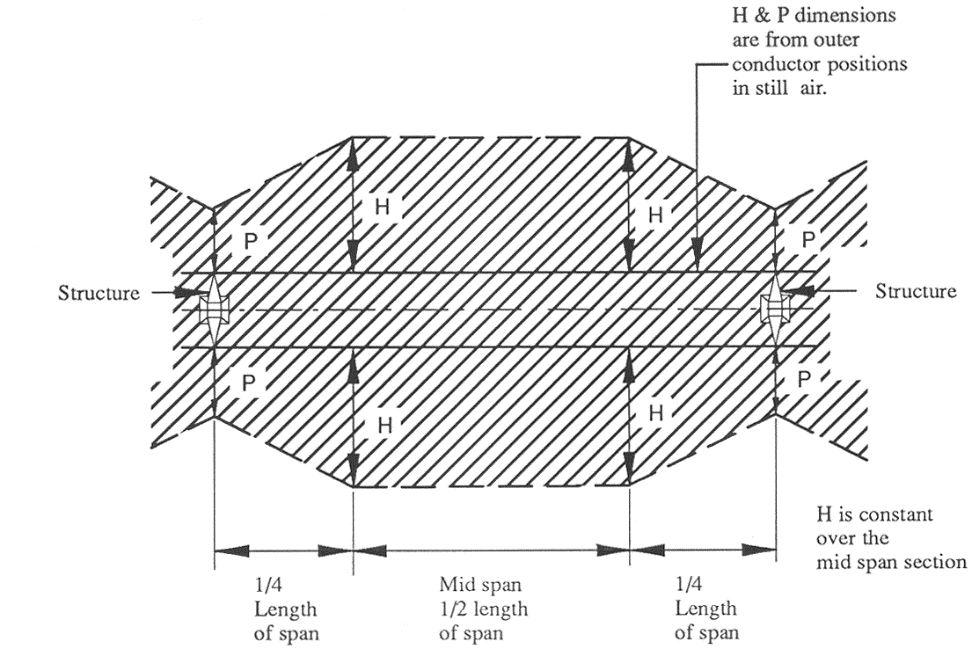 H & P dimensions
are from outer
conductor positions
in still air.
H
H
P
P
Structure
Structure
P
P
H
H
H is constant
over the
mid span section
1/4
Length
of span
Mid span
1/2 length
of span
1/4
Length
of span